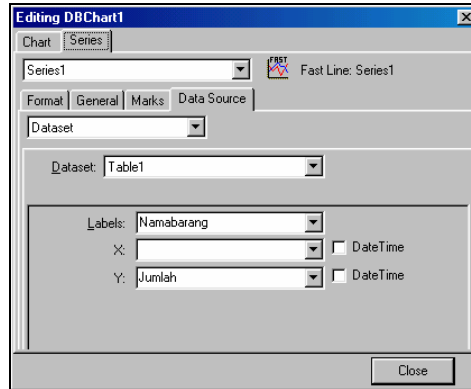 Editing DBChart1
Chart Series
Series1 FAST Fast Line: Series1
Format General Marks Data Source
Dataset
Dataset: Table1
Labels: Namabarang
X: DateTime
Y: Jumlah DateTime
Close